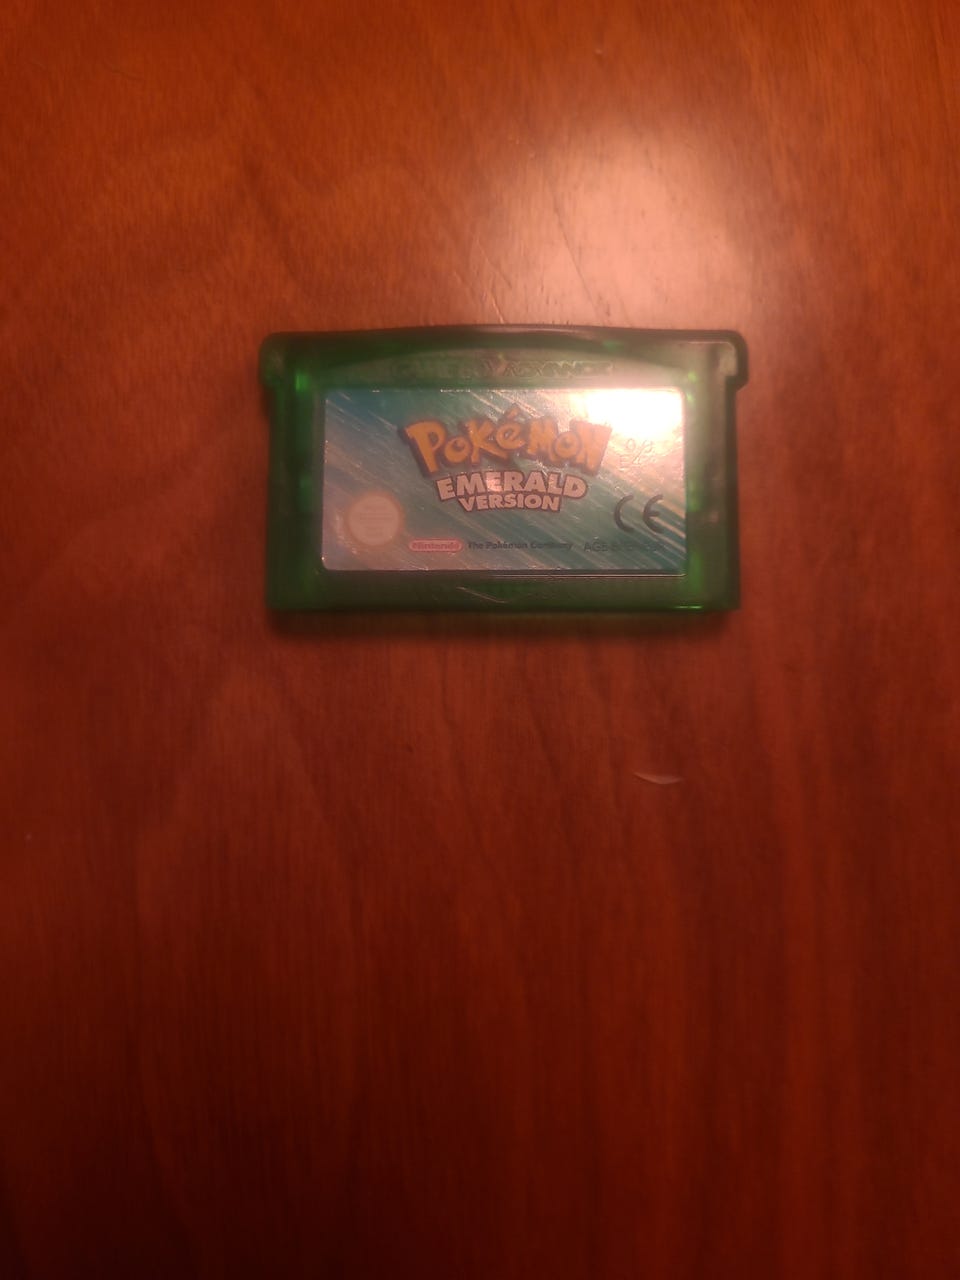 GAME BOY ADVANCE
POKéMON
EMERALD
VERSION
CE
Nintendo The Pokémon Company